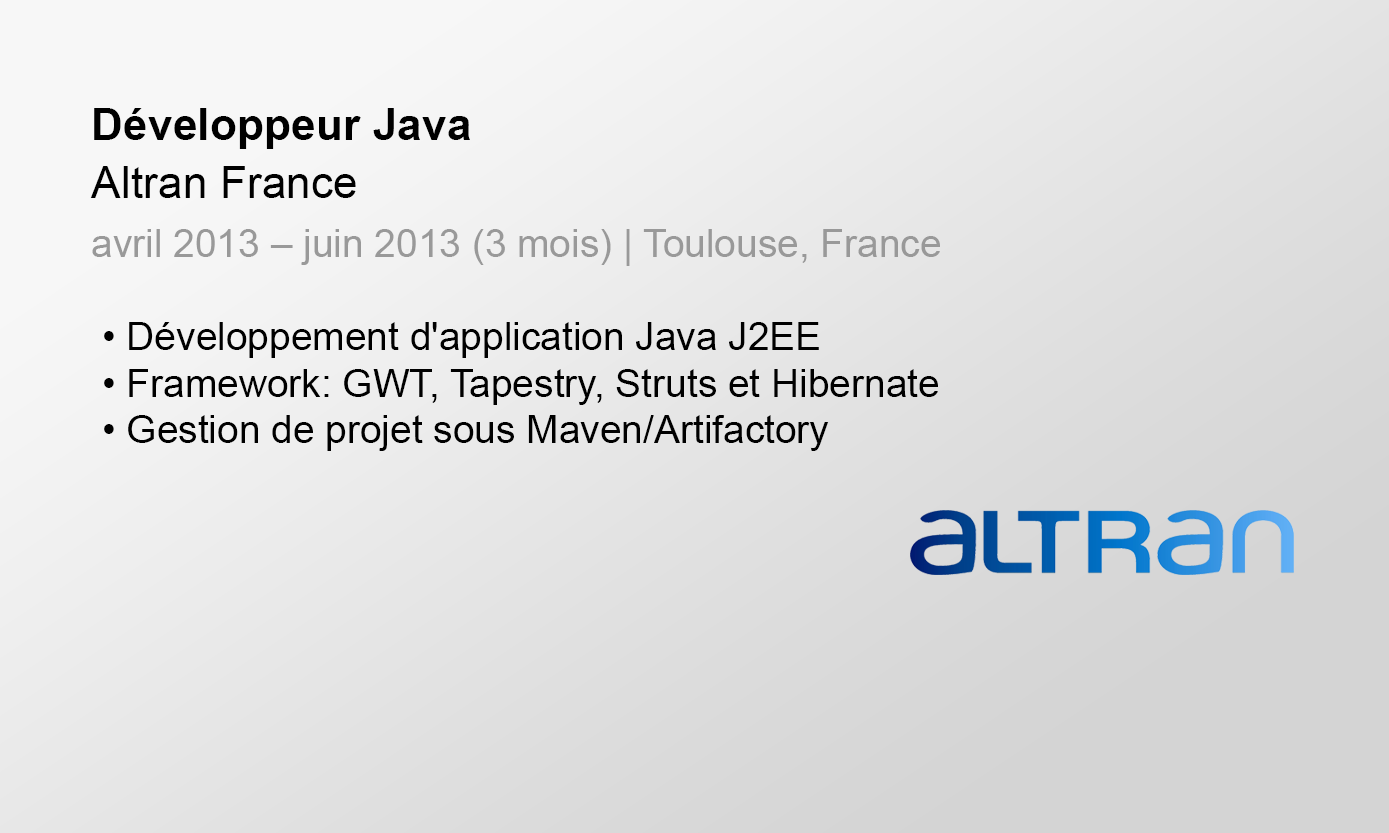 Développeur Java
Altran France
avril 2013 – juin 2013 (3 mois) | Toulouse, France
• Développement d'application Java J2EE
• Framework: GWT, Tapestry, Struts et Hibernate
• Gestion de projet sous Maven/Artifactory
aLTRan